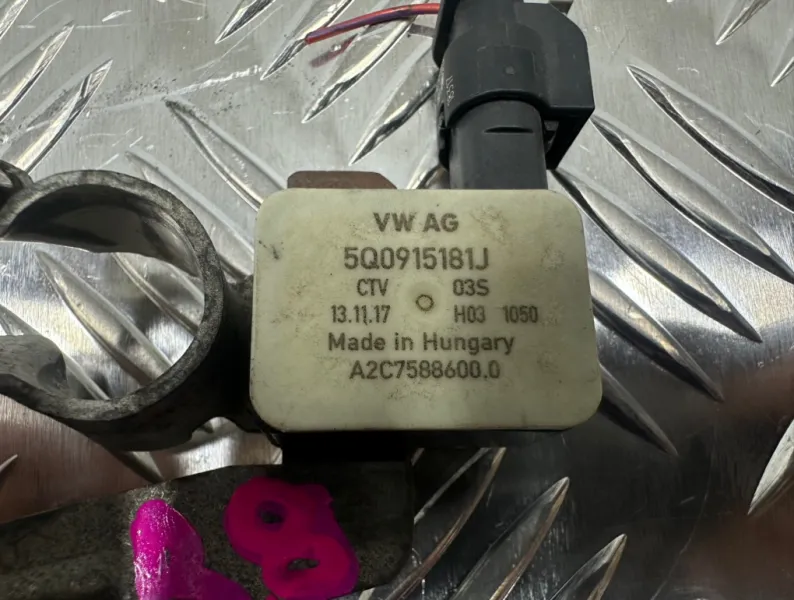 VW AG
5Q0915181J
CTV 03S
13.11.17 H03 1050
Made in Hungary
A2C7588600.0